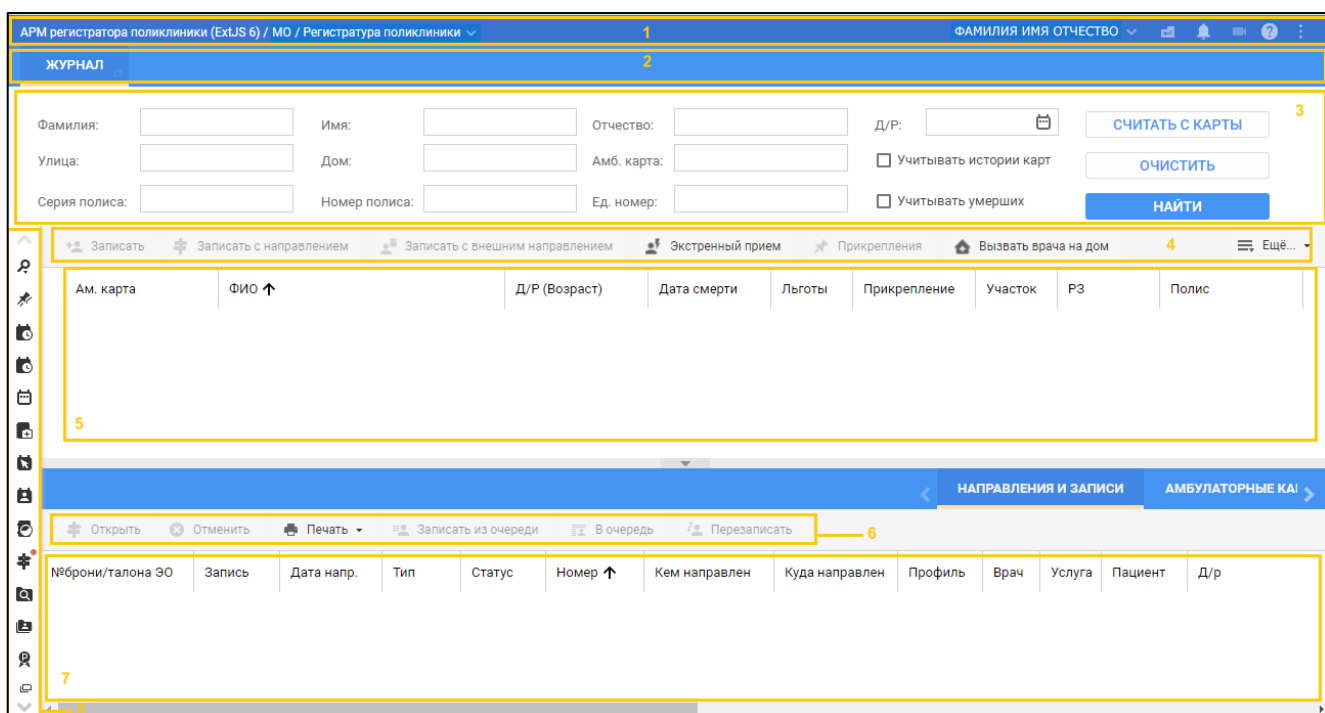 АРМ регистратора поликлиники (ExtJS 6) / МО / Регистратура поликлиники 1 ФАМИЛИЯ ИМЯ ОТЧЕСТВО
ЖУРНАЛ 2
3
Фамилия: Имя: Отчество: Д/Р: СЧИТАТЬ С КАРТЫ
Улица: Дом: Амб. карта: Учитывать истории карт ОЧИСТИТЬ
Серия полиса: Номер полиса: Ед. номер: Учитывать умерших НАЙТИ
Записать Записать с направлением Записать с внешним направлением Экстренный прием Прикрепления Вызвать врача на дом 4 Ещё...
Ам. карта ФИО Д/Р (Возраст) Дата смерти Льготы Прикрепление Участок РЗ Полис
5
НАПРАВЛЕНИЯ И ЗАПИСИ АМБУЛАТОРНЫЕ КА
Открыть Отменить Печать Записать из очереди В очередь Перезаписать 6
№брони/талона ЭО Запись Дата напр. Тип Статус Номер Кем направлен Куда направлен Профиль Врач Услуга Пациент Д/р
7
8